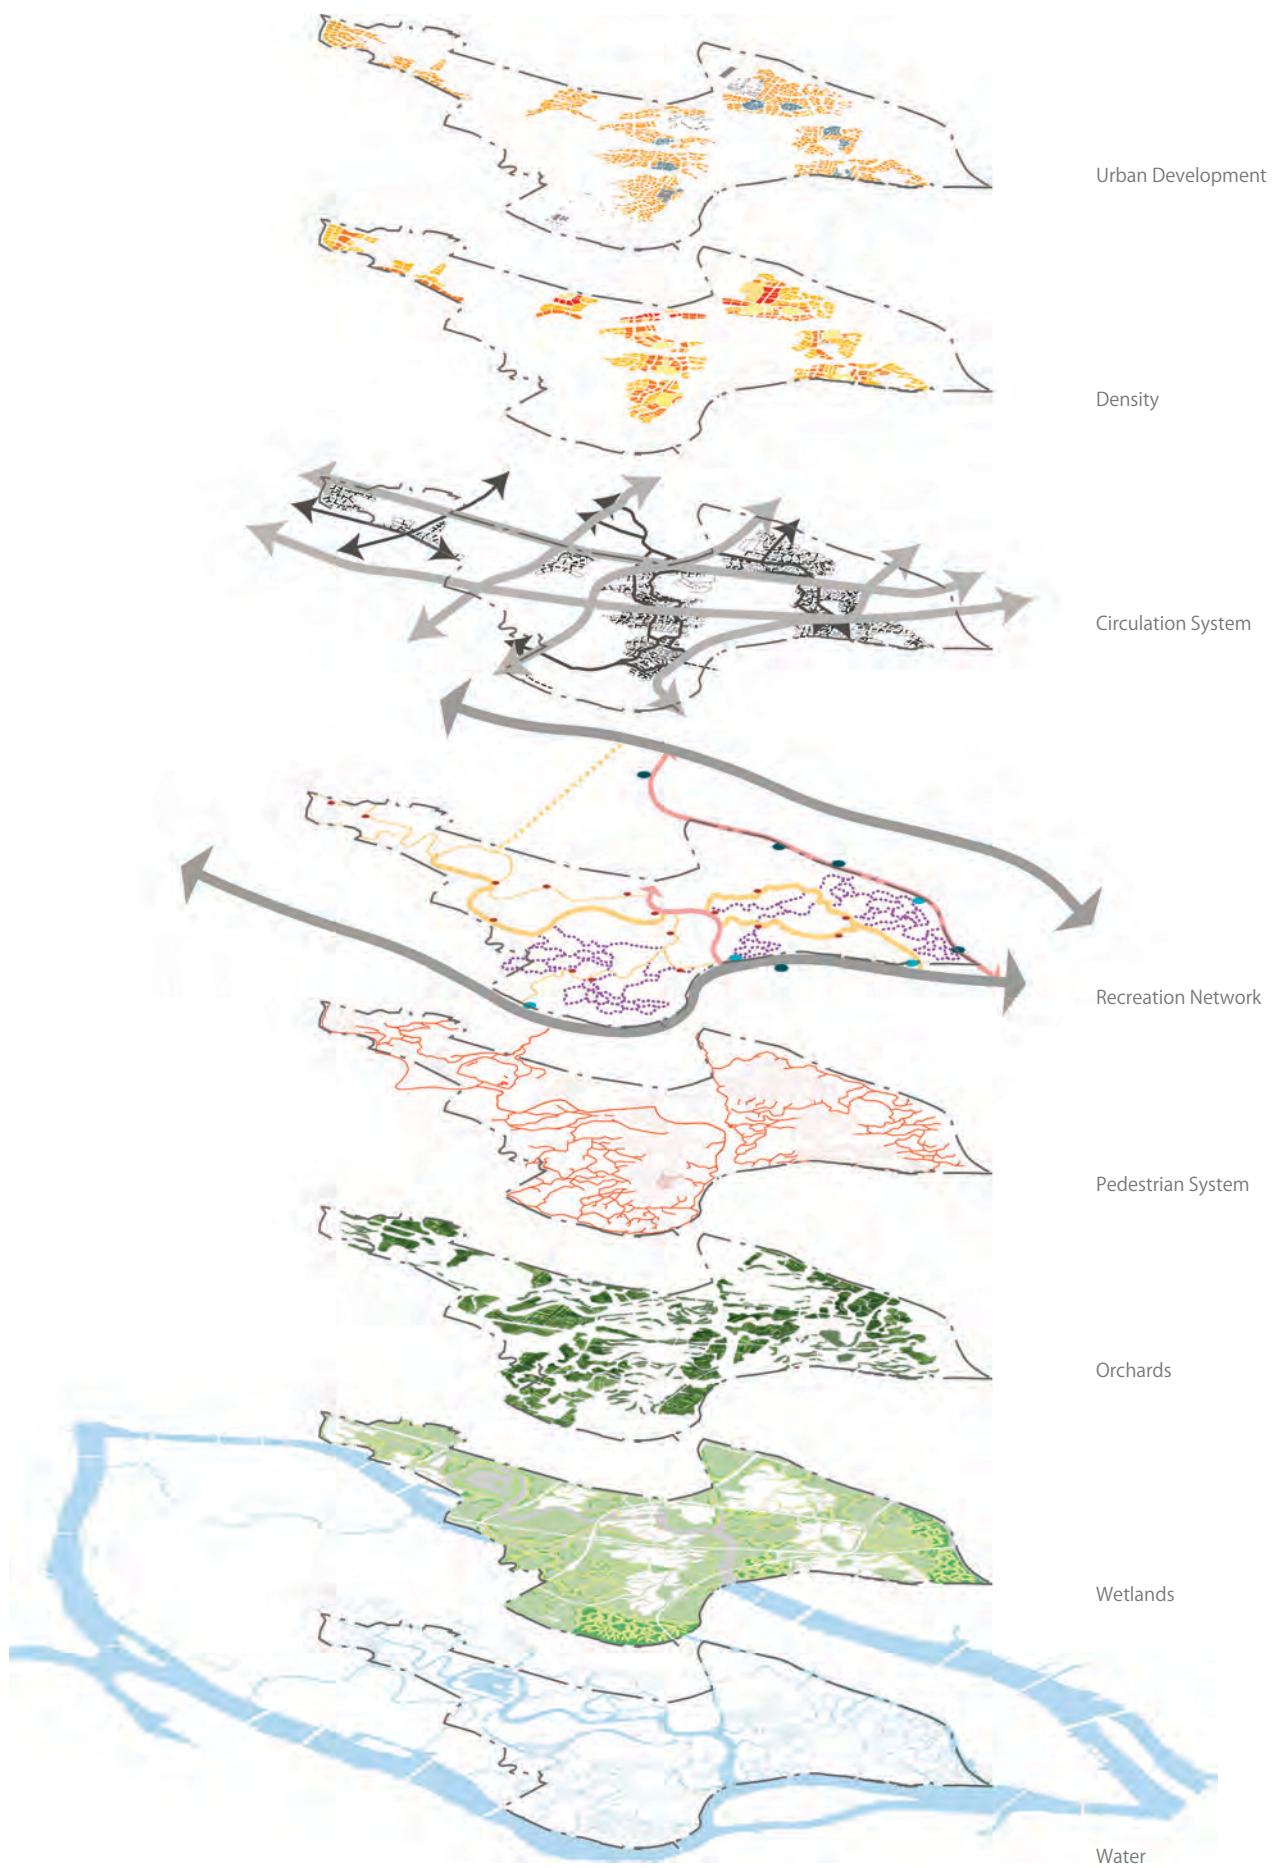 Urban Development
Density
Circulation System
Recreation Network
Pedestrian System
Orchards
Wetlands
Water